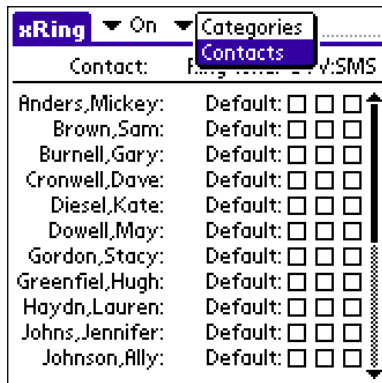 xRing On Categories
Contacts
Contact: V:SMS
Anders,Mickey: Default:
Brown,Sam: Default:
Burnell,Gary: Default:
Cronwell,Dave: Default:
Diesel,Kate: Default:
Dowell,May: Default:
Gordon,Stacy: Default:
Greenfiel,Hugh: Default:
Haydn,Lauren: Default:
Johns,Jennifer: Default:
Johnson,Ally: Default: